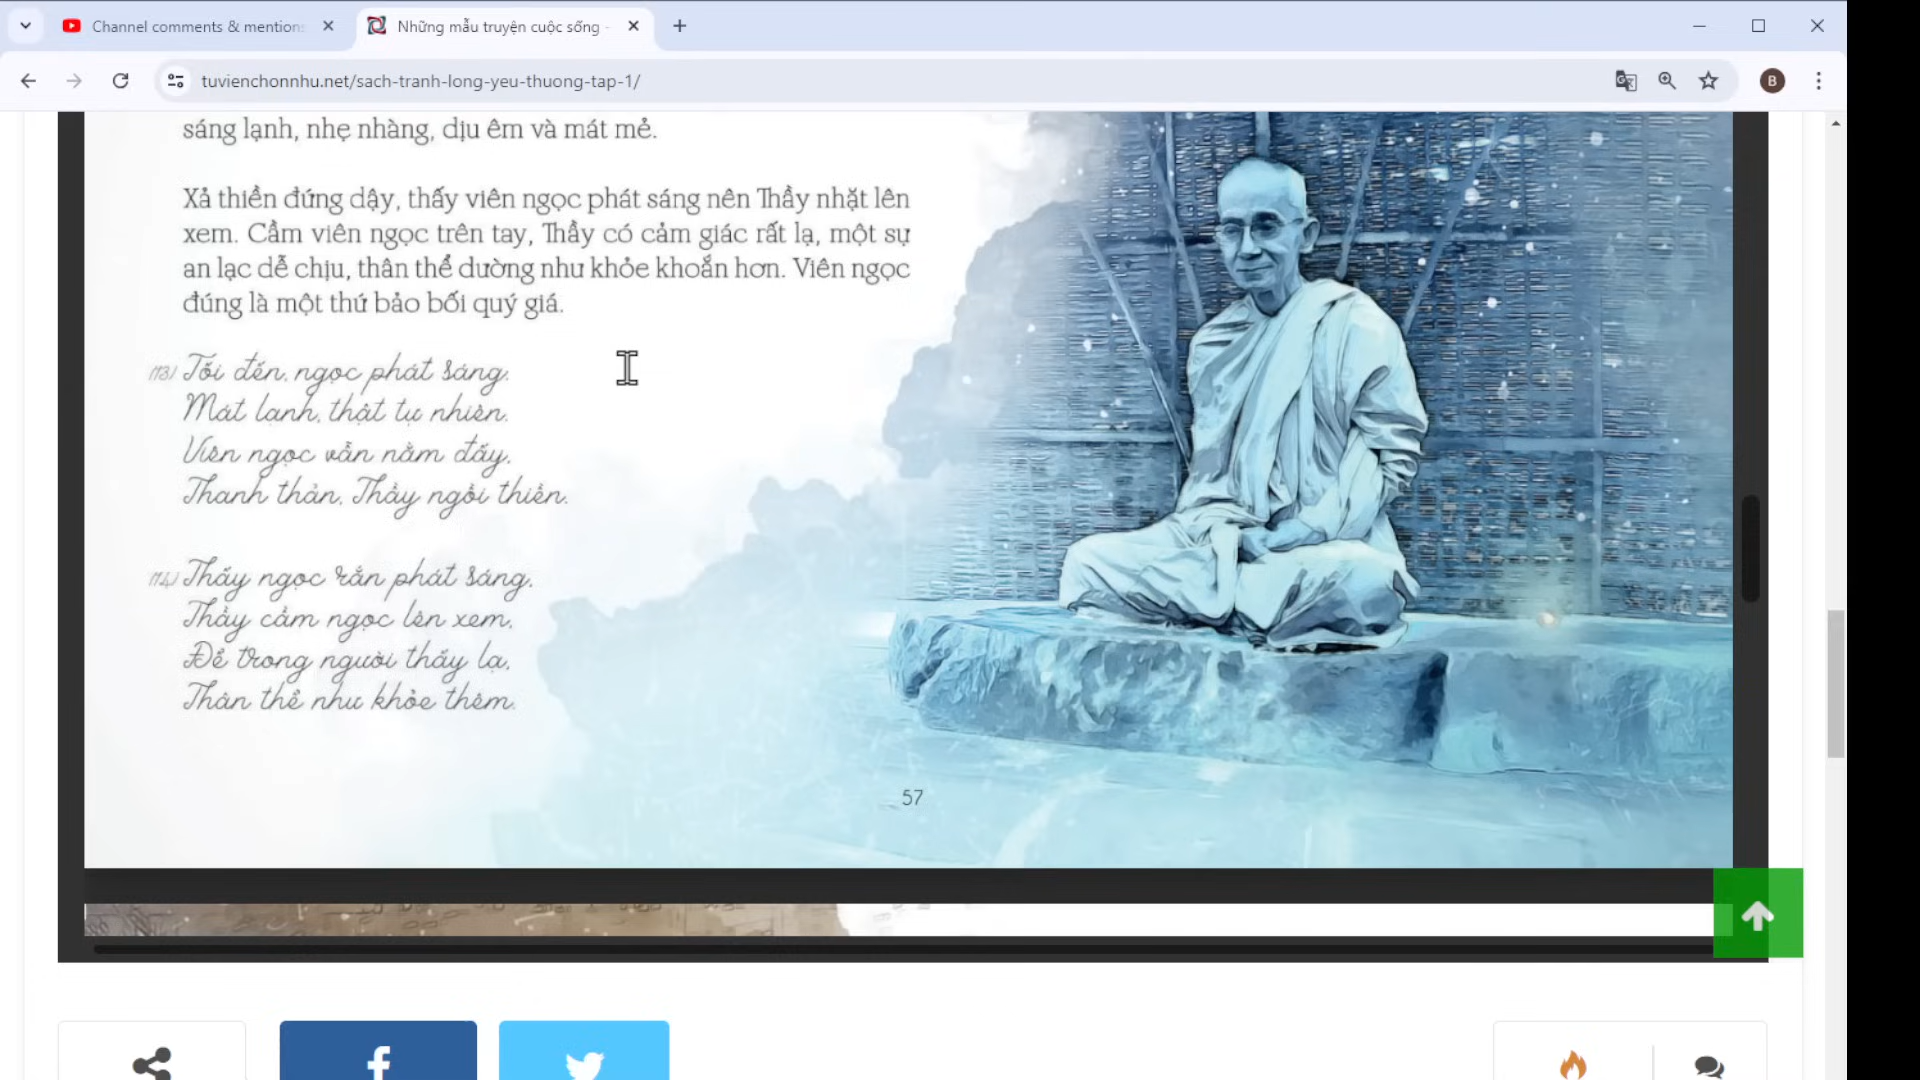 Channel comments & mention
Những mẫu truyện cuộc sống -
tuvienchonnhu.net/sach-tranh-long-yeu-thuong-tap-1/
B
sáng lạnh, nhẹ nhàng, dịu êm và mát mẻ.
Xả thiền đứng dậy, thấy viên ngọc phát sáng nên Thầy nhặt lên
xem. Cầm viên ngọc trên tay, Thầy có cảm giác rất lạ, một sự
an lạc dễ chịu, thân thể dường như khỏe khoắn hơn. Viên ngọc
đúng là một thứ bảo bối quý giá.
113/ Tối đến, ngọc phát sáng,
Mát lạnh, thật tự nhiên.
Viên ngọc vẫn nằm đấy,
Thanh thản, Thầy ngồi thiền.
114/ Thấy ngọc rắn phát sáng,
Thầy cầm ngọc lên xem,
Để trong người thấy lạ,
Thân thể như khỏe thêm.
57